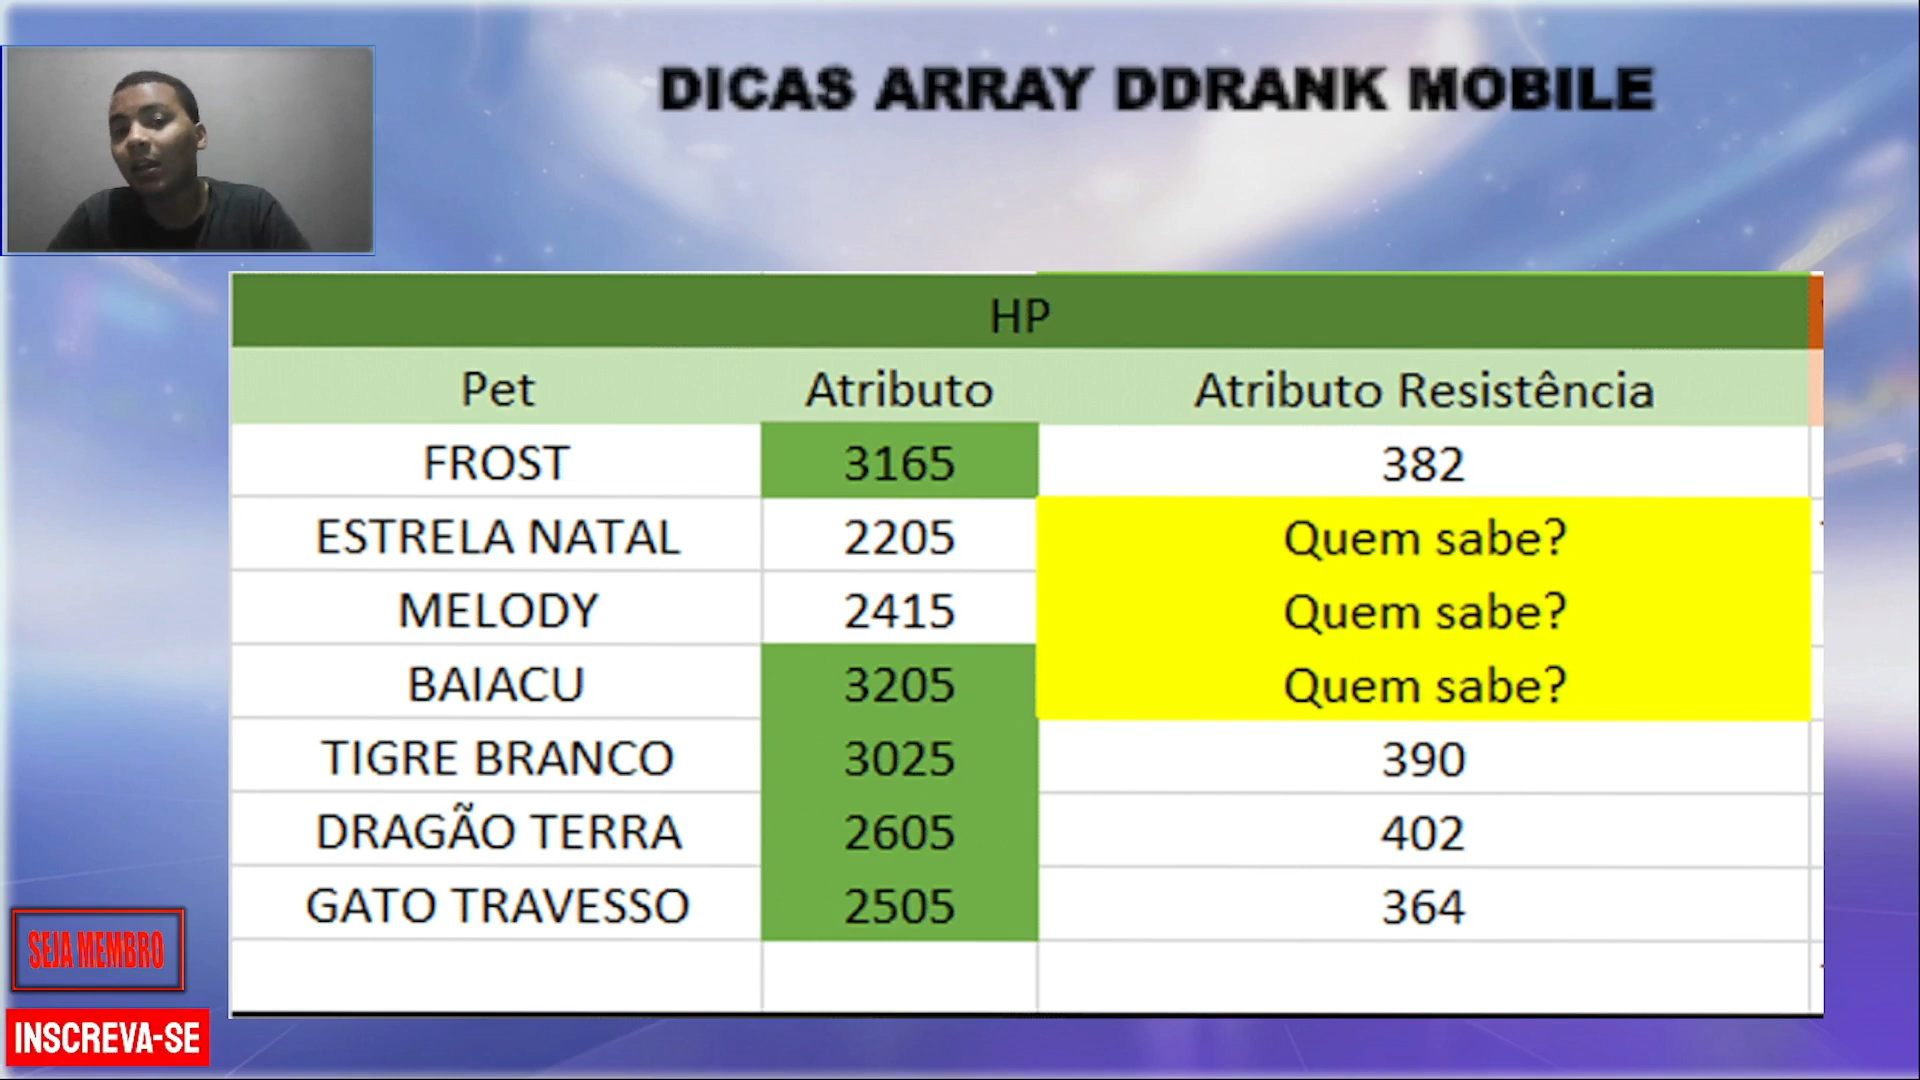 DICAS ARRAY DDRANK MOBILE
HP
Pet Atributo Atributo Resistência
FROST 3165 382
ESTRELA NATAL 2205 Quem sabe?
MELODY 2415 Quem sabe?
BAIACU 3205 Quem sabe?
TIGRE BRANCO 3025 390
DRAGÃO TERRA 2605 402
GATO TRAVESSO 2505 364
SEJA MEMBRO
INSCREVA-SE